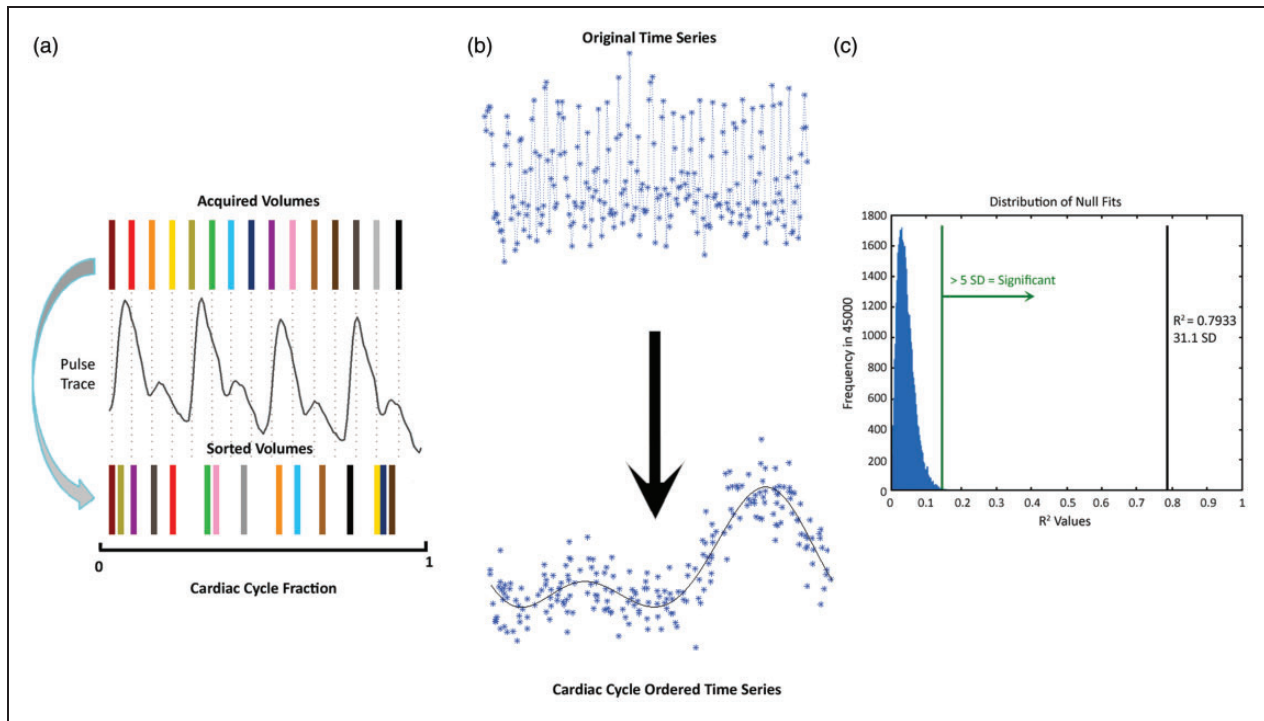 (a)
Acquired Volumes
Pulse
Trace
Sorted Volumes
0
1
Cardiac Cycle Fraction
(b)
Original Time Series
Cardiac Cycle Ordered Time Series
(c)
Distribution of Null Fits
1800
1600
1400
1200
1000
800
600
400
200
0
Frequency in 45000
> 5 SD = Significant
R² = 0.7933
31.1 SD
0 0.1 0.2 0.3 0.4 0.5 0.6 0.7 0.8 0.9 1
R² Values